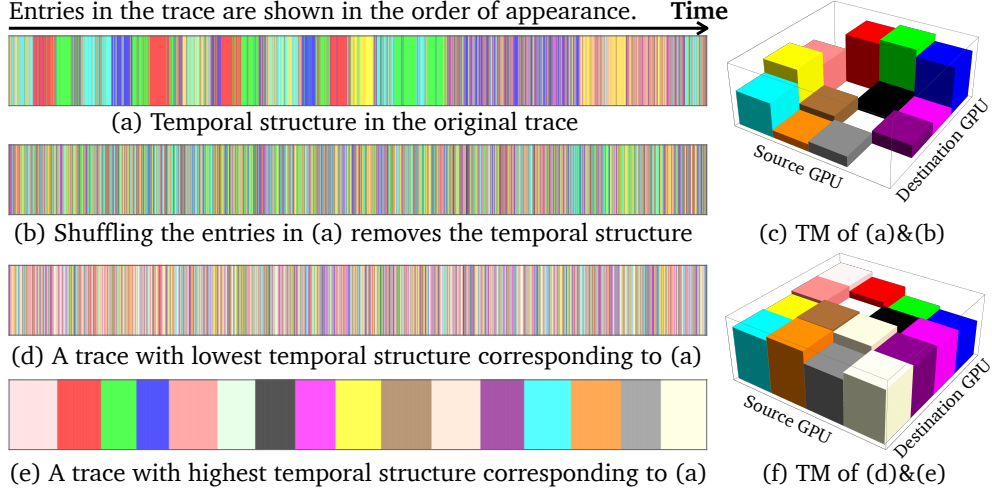 Entries in the trace are shown in the order of appearance.
Time
(a) Temporal structure in the original trace
(b) Shuffling the entries in (a) removes the temporal structure
Source GPU
Destination GPU
(c) TM of (a)&(b)
(d) A trace with lowest temporal structure corresponding to (a)
(e) A trace with highest temporal structure corresponding to (a)
Source GPU
Destination GPU
(f) TM of (d)&(e)